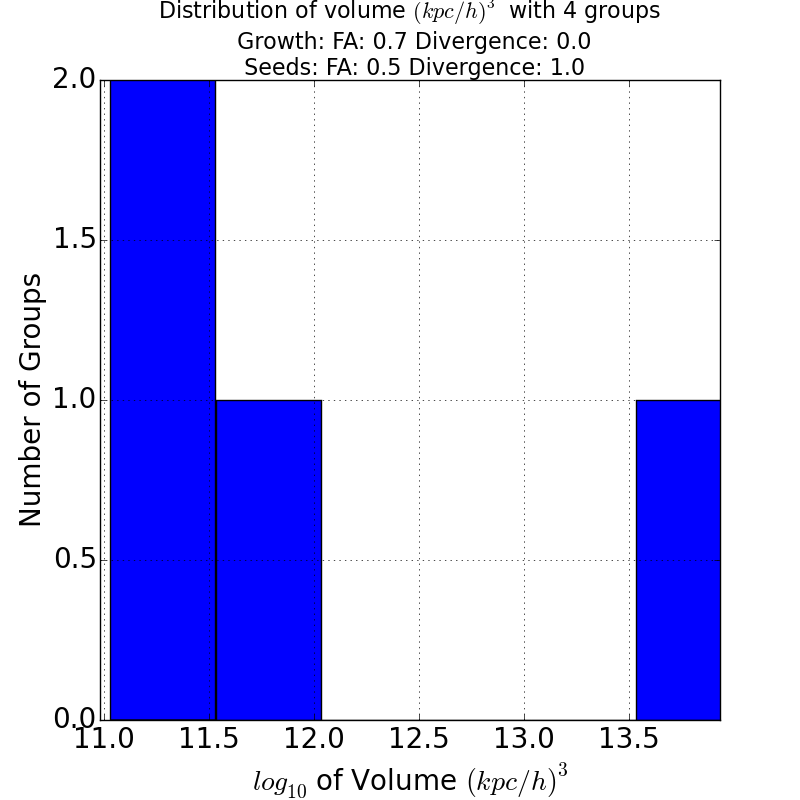 Distribution of volume (kpc/h)³ with 4 groups
Growth: FA: 0.7 Divergence: 0.0
Seeds: FA: 0.5 Divergence: 1.0
2.0
1.5
1.0
0.5
0.0
Number of Groups
11.0 11.5 12.0 12.5 13.0 13.5
log₁₀ of Volume (kpc/h)³